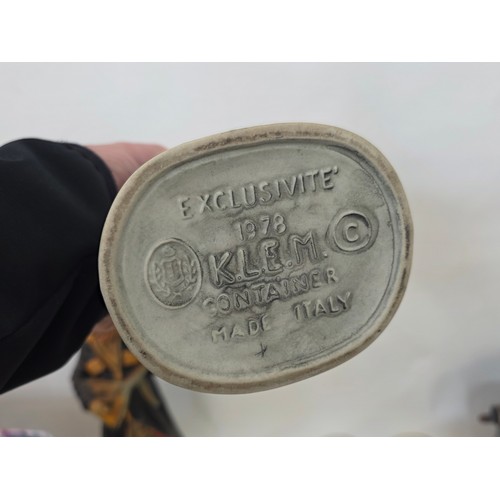 EXCLUSIVITE'
1978
K.L.E.M. ©
CONTAINER
MADE ITALY